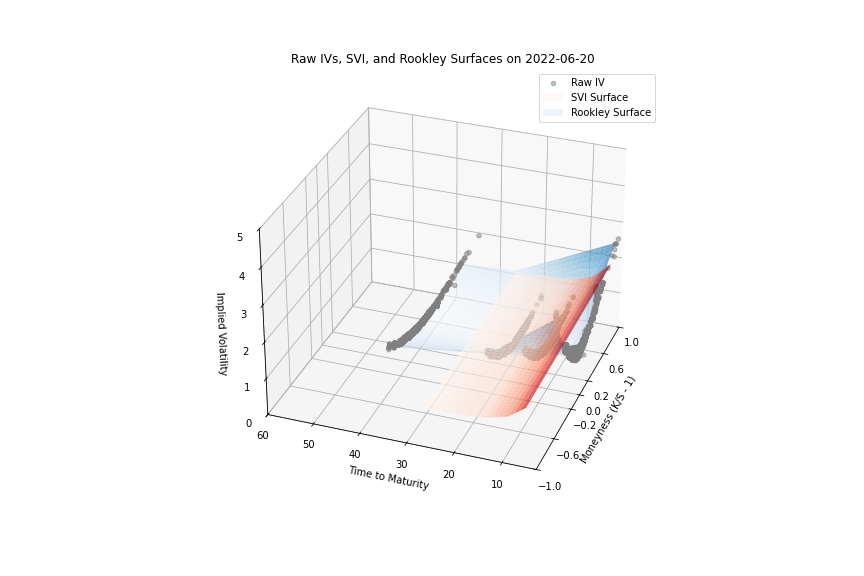 Raw IVs, SVI, and Rookley Surfaces on 2022-06-20
Raw IV
SVI Surface
Rookley Surface
5
4
3
2
1
0
Implied Volatility
60
50
40
30
20
10
Time to Maturity
1.0
0.6
0.2
0.0
−0.2
−0.6
−1.0
Moneyness (K/S - 1)